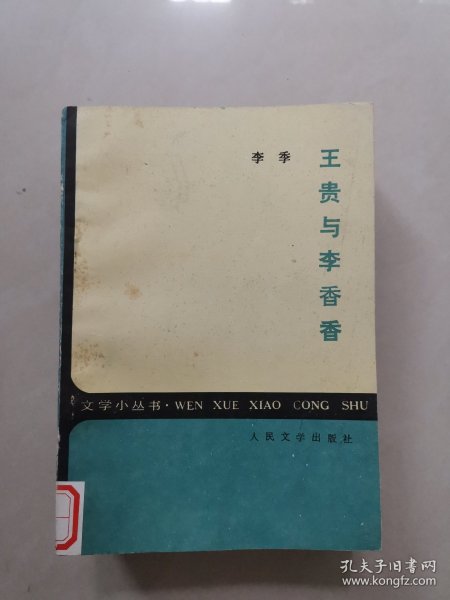 李季
王贵与李香香
文学小丛书·WEN XUE XIAO CONG SHU
人民文学出版社
孔夫子旧书网
www.kongfz.com